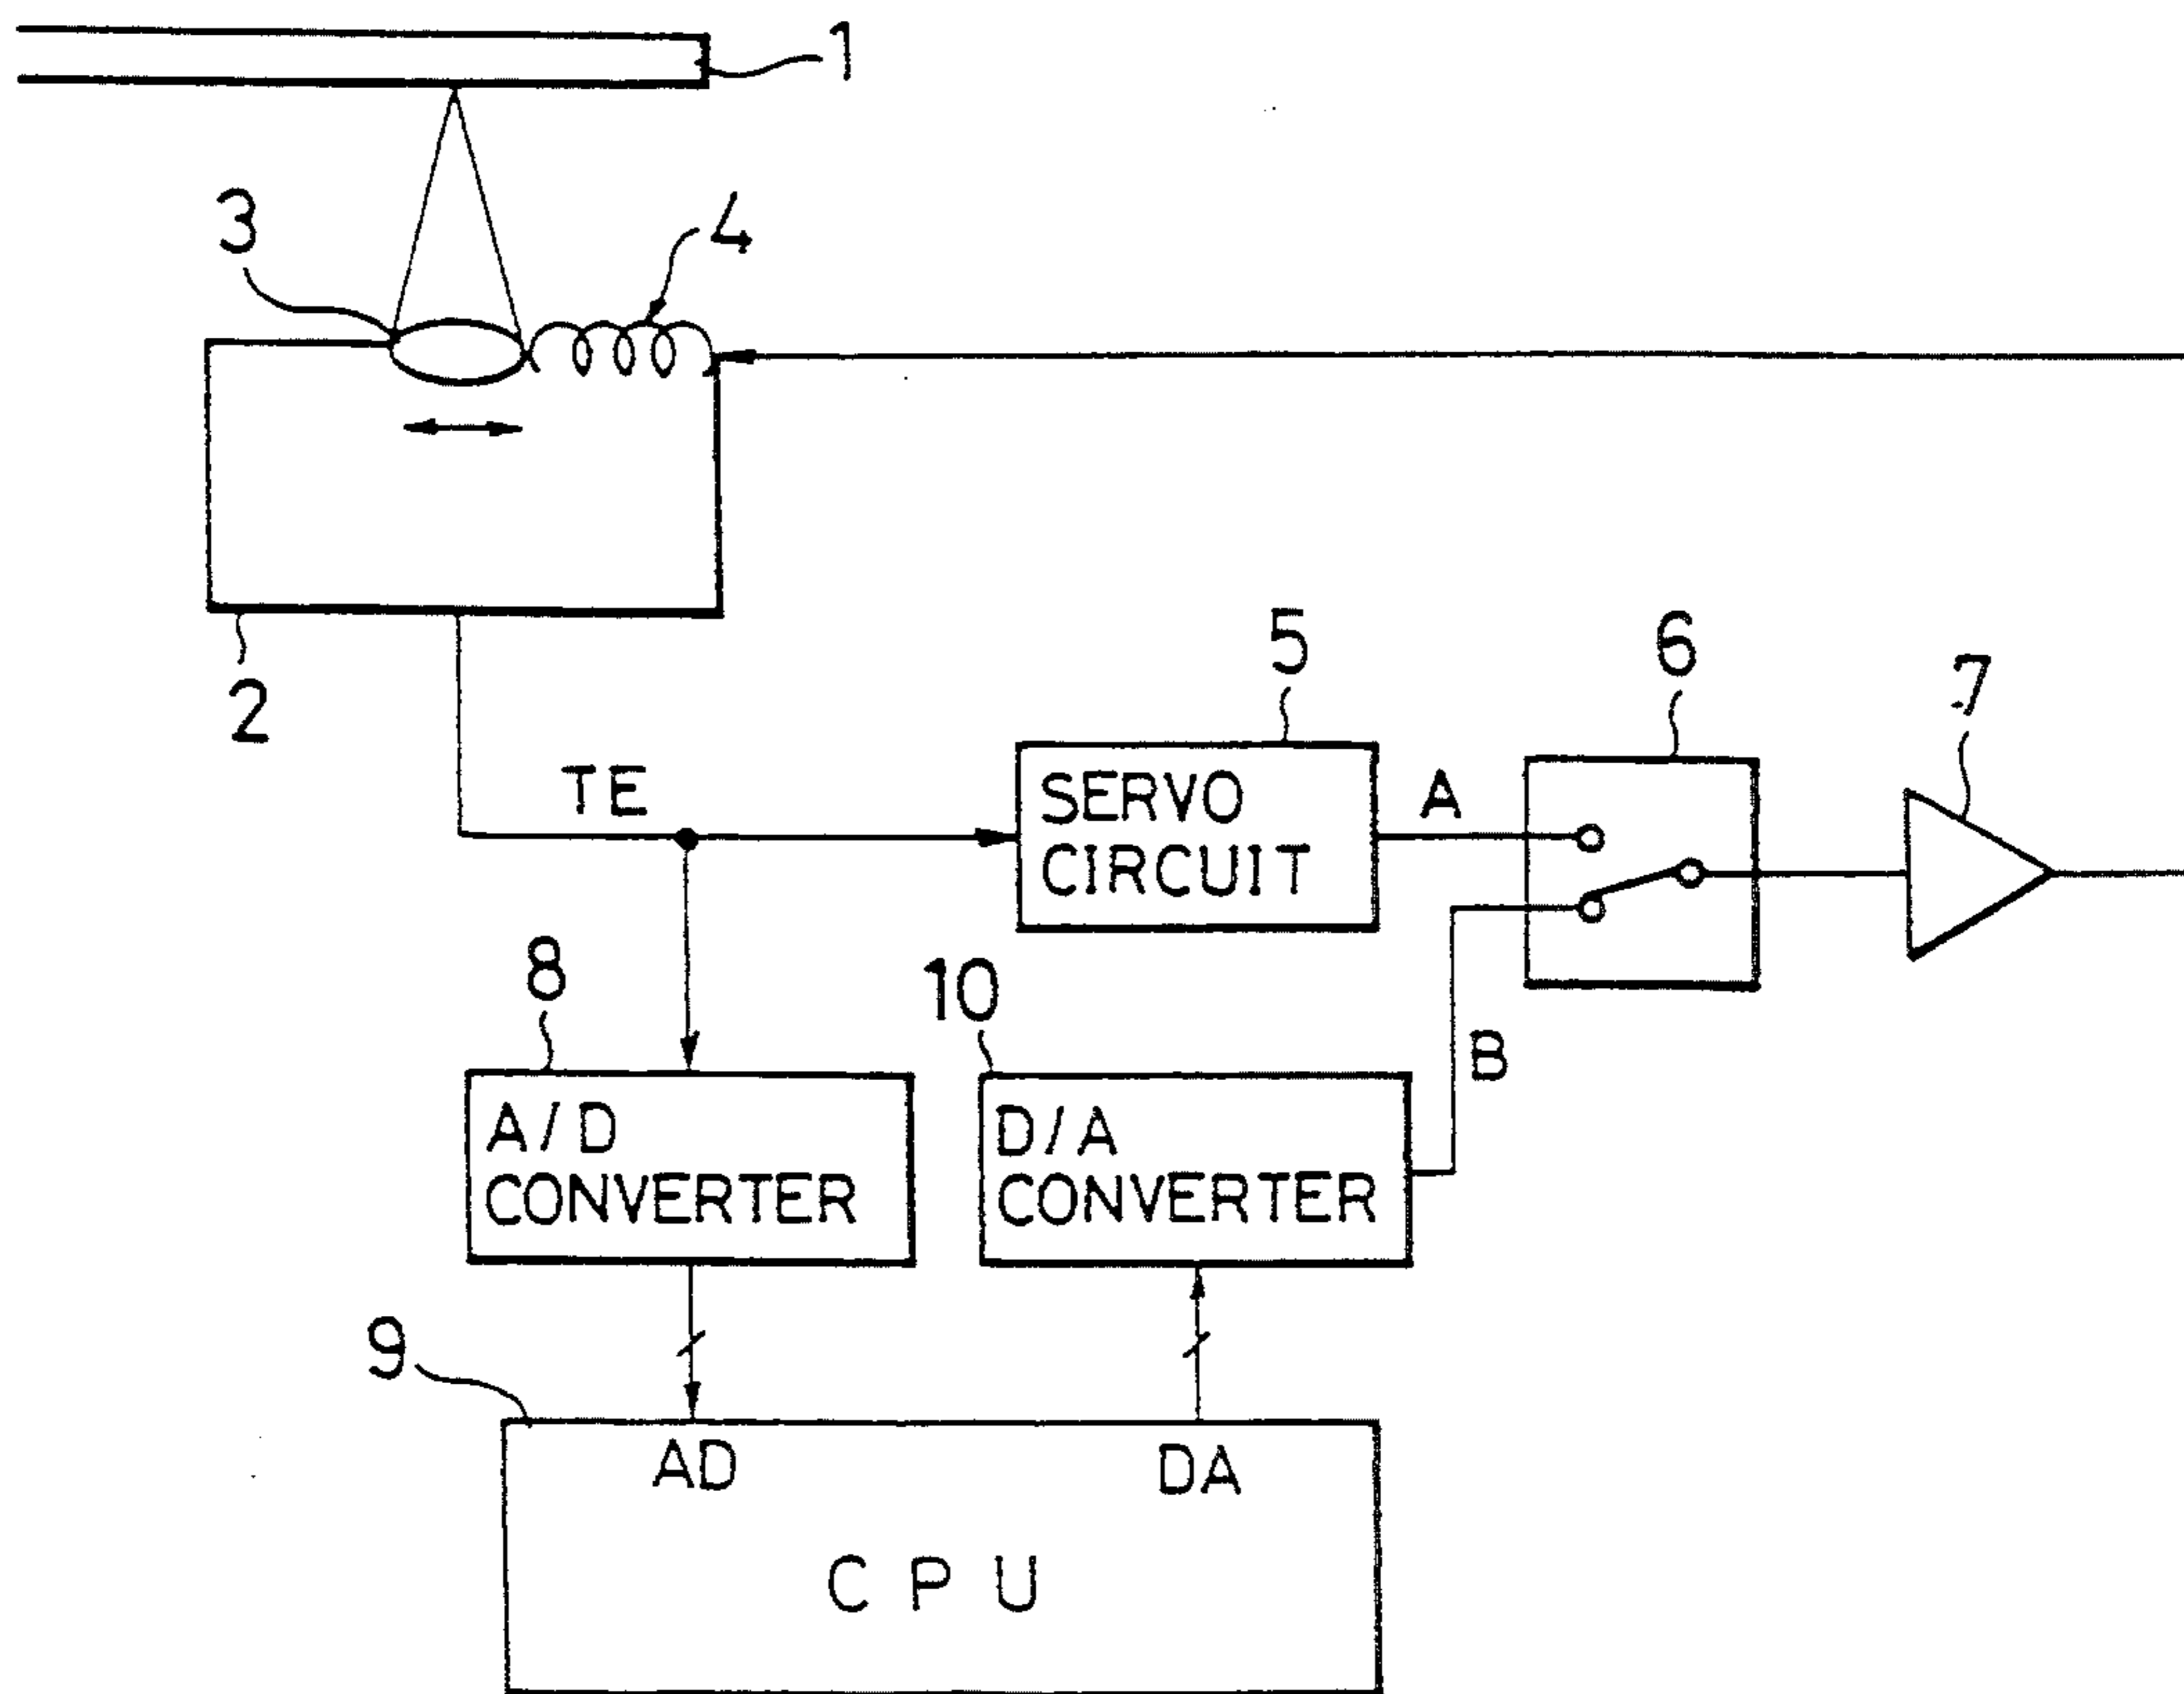 1
3
4
2
5
6
7
TE
SERVO
CIRCUIT
A
8
10
B
A/D
CONVERTER
D/A
CONVERTER
9
AD
DA
CPU